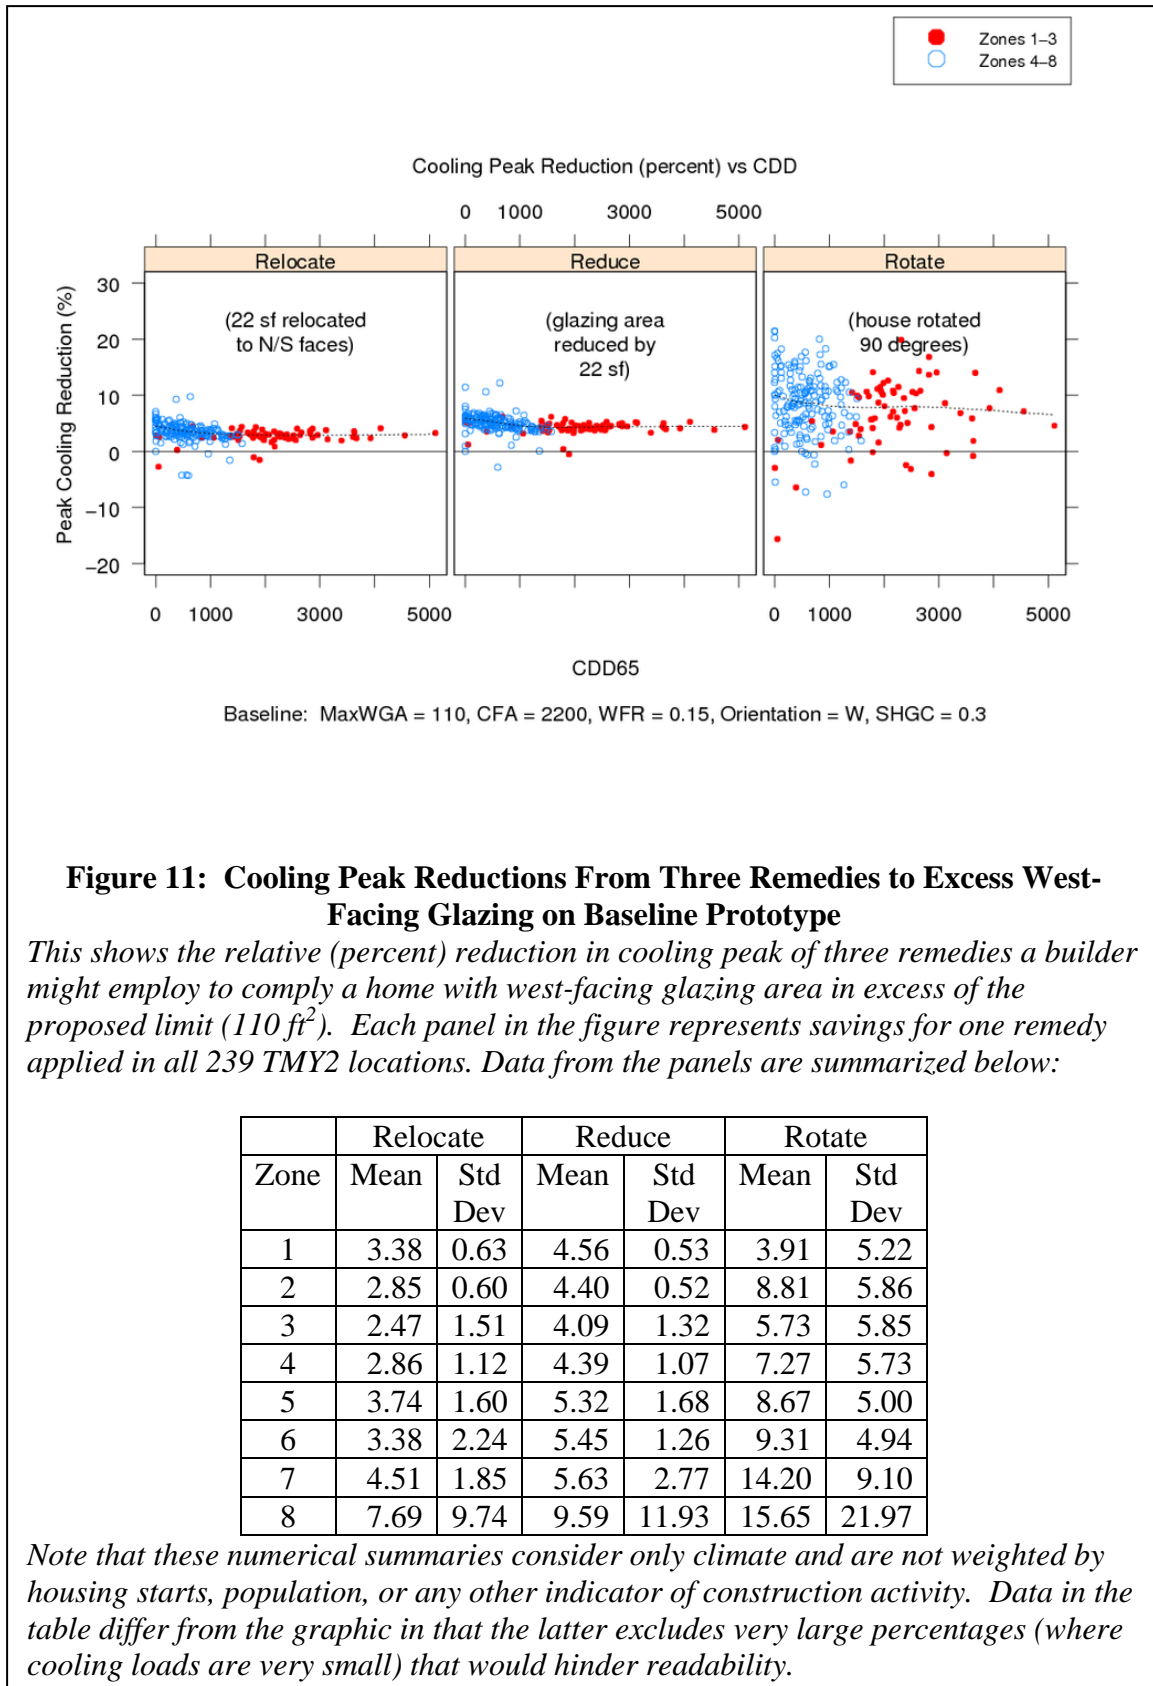 Zones 1−3
Zones 4−8
Cooling Peak Reduction (percent) vs CDD
0 1000 3000 5000
Relocate Reduce Rotate
Peak Cooling Reduction (%)
30
20
10
0
−10
−20
(22 sf relocated
to N/S faces)
(glazing area
reduced by
22 sf)
(house rotated
90 degrees)
0 1000 3000 5000 0 1000 3000 5000
CDD65
Baseline: MaxWGA = 110, CFA = 2200, WFR = 0.15, Orientation = W, SHGC = 0.3
Figure 11: Cooling Peak Reductions From Three Remedies to Excess West-
Facing Glazing on Baseline Prototype
This shows the relative (percent) reduction in cooling peak of three remedies a builder
might employ to comply a home with west-facing glazing area in excess of the
proposed limit (110 ft²). Each panel in the figure represents savings for one remedy
applied in all 239 TMY2 locations. Data from the panels are summarized below:
Relocate Reduce Rotate
Zone Mean Std Mean Std Mean Std
Dev Dev Dev
1 3.38 0.63 4.56 0.53 3.91 5.22
2 2.85 0.60 4.40 0.52 8.81 5.86
3 2.47 1.51 4.09 1.32 5.73 5.85
4 2.86 1.12 4.39 1.07 7.27 5.73
5 3.74 1.60 5.32 1.68 8.67 5.00
6 3.38 2.24 5.45 1.26 9.31 4.94
7 4.51 1.85 5.63 2.77 14.20 9.10
8 7.69 9.74 9.59 11.93 15.65 21.97
Note that these numerical summaries consider only climate and are not weighted by
housing starts, population, or any other indicator of construction activity. Data in the
table differ from the graphic in that the latter excludes very large percentages (where
cooling loads are very small) that would hinder readability.